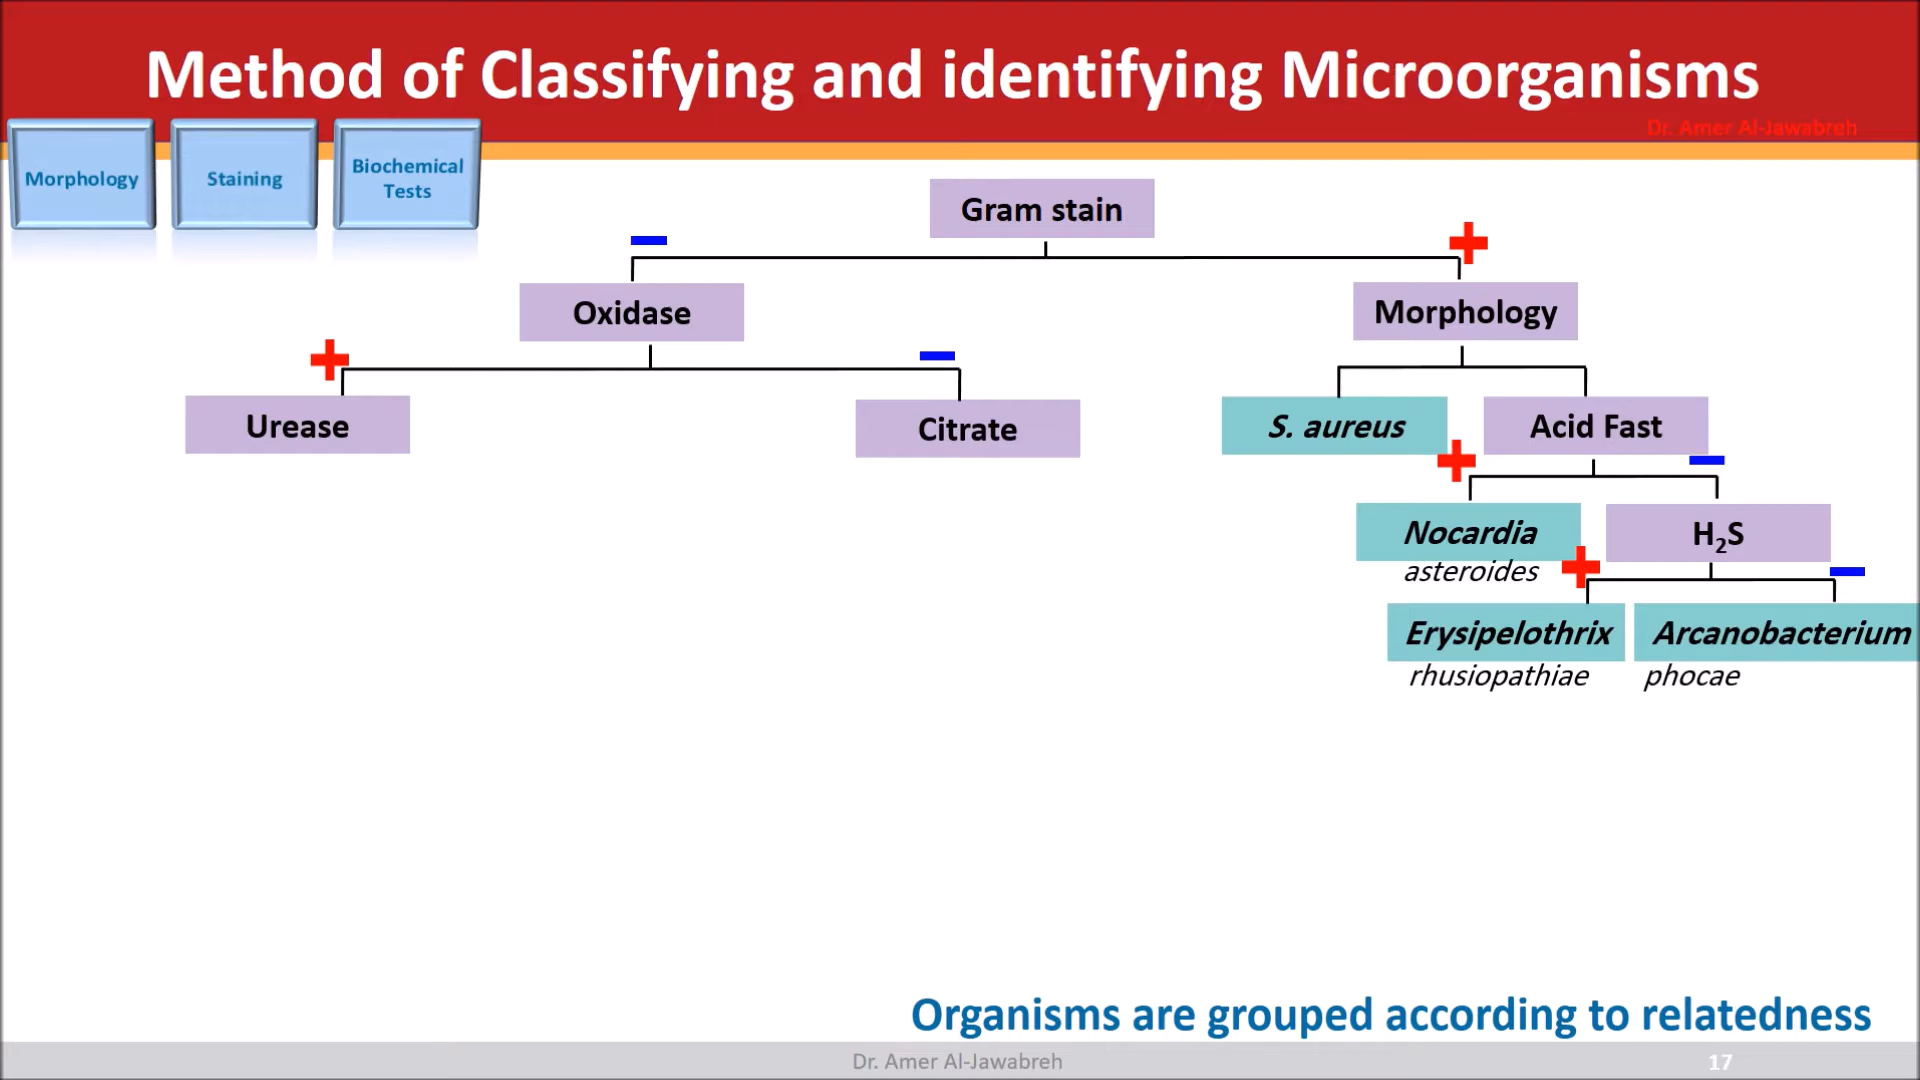 Method of Classifying and identifying Microorganisms
Dr. Amer Al-Jawabreh
Morphology
Staining
Biochemical
Tests
Gram stain
Oxidase
Morphology
Urease
Citrate
S. aureus
Acid Fast
Nocardia
asteroides
H₂S
Erysipelothrix
rhusiopathiae
Arcanobacterium
phocae
Organisms are grouped according to relatedness
Dr. Amer Al-Jawabreh
17